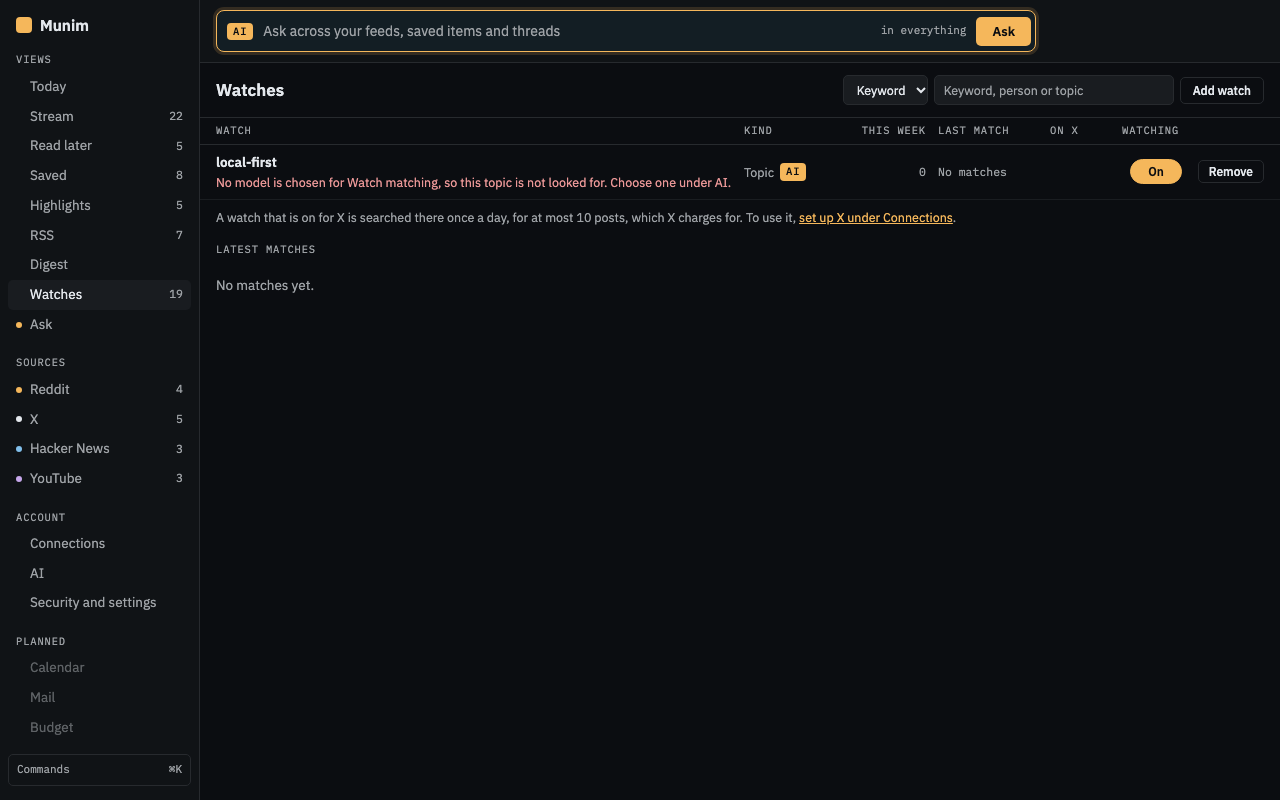 Munim
VIEWS
Today
Stream 22
Read later 5
Saved 8
Highlights 5
RSS 7
Digest
Watches 19
Ask
SOURCES
Reddit 4
X 5
Hacker News 3
YouTube 3
ACCOUNT
Connections
AI
Security and settings
PLANNED
Calendar
Mail
Budget
Commands ⌘K
AI Ask across your feeds, saved items and threads in everything Ask
Watches Keyword Keyword, person or topic Add watch
WATCH KIND THIS WEEK LAST MATCH ON X WATCHING
local-first
No model is chosen for Watch matching, so this topic is not looked for. Choose one under AI.
Topic AI 0 No matches On Remove
A watch that is on for X is searched there once a day, for at most 10 posts, which X charges for. To use it, set up X under Connections.
LATEST MATCHES
No matches yet.